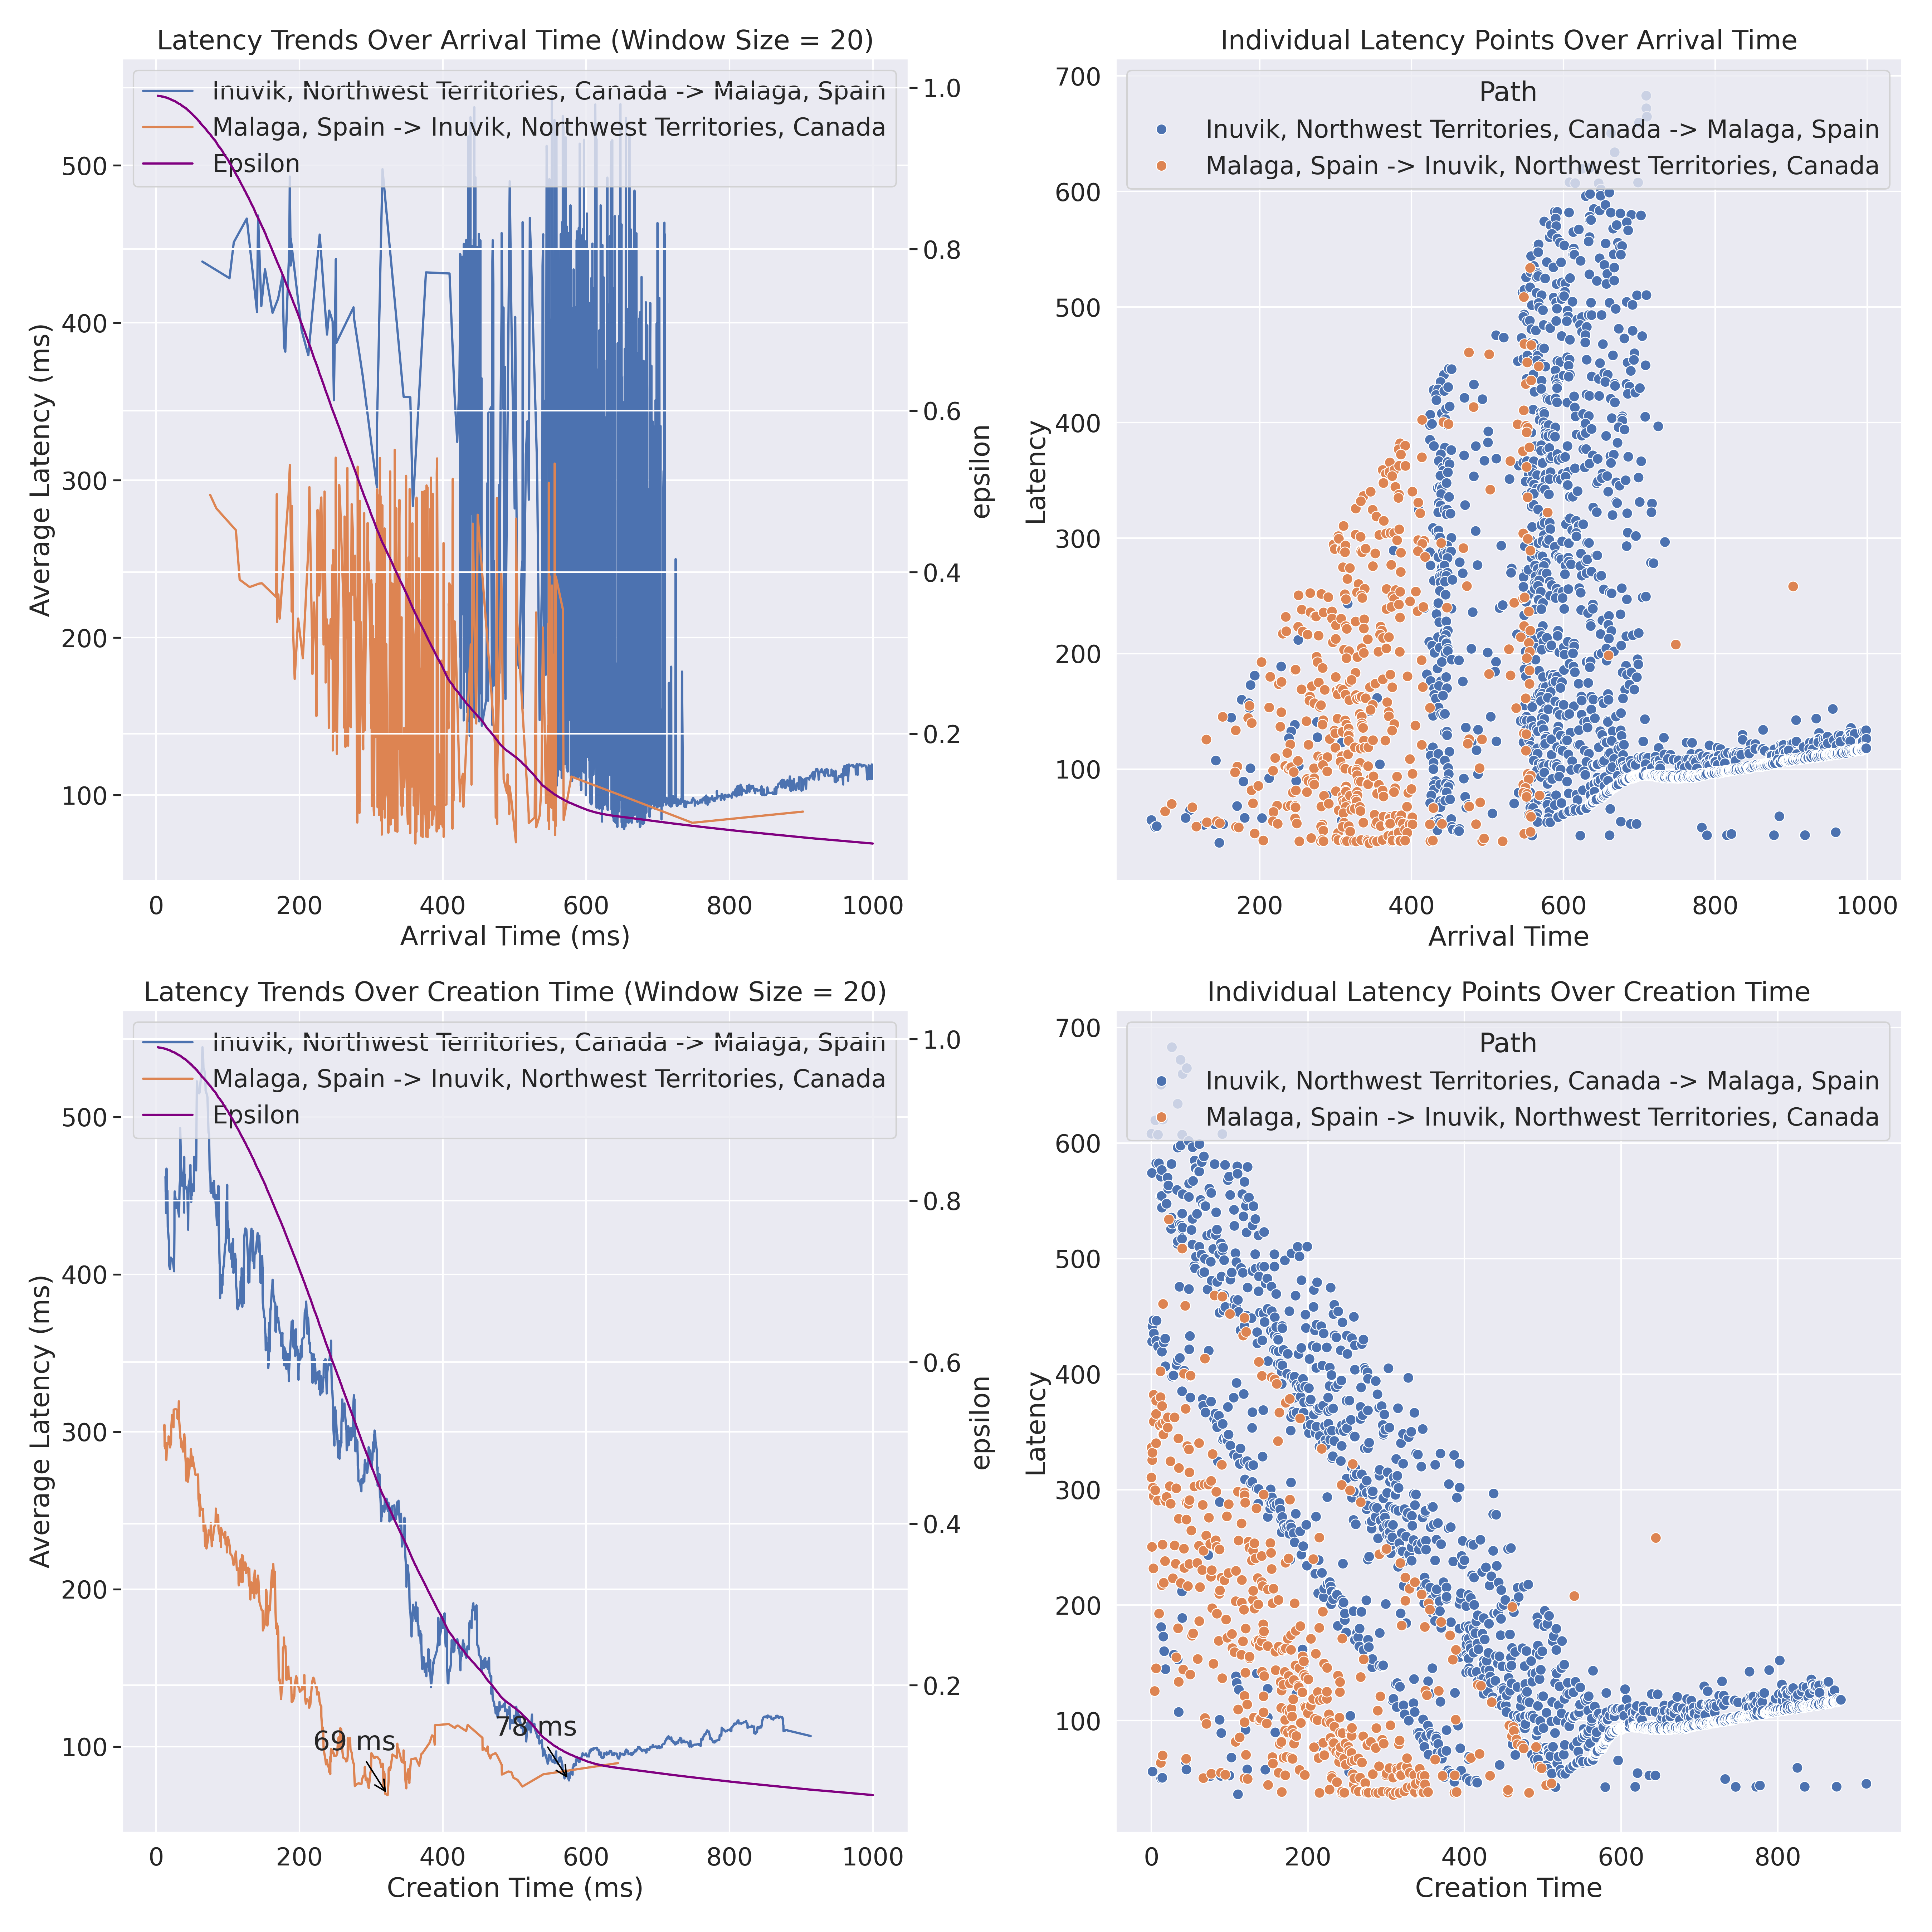 Latency Trends Over Arrival Time (Window Size = 20)
Inuvik, Northwest Territories, Canada -> Malaga, Spain
Malaga, Spain -> Inuvik, Northwest Territories, Canada
Epsilon
500
400
300
200
100
Average Latency (ms)
1.0
0.8
0.6
0.4
0.2
epsilon
0 200 400 600 800 1000
Arrival Time (ms)
Individual Latency Points Over Arrival Time
Path
Inuvik, Northwest Territories, Canada -> Malaga, Spain
Malaga, Spain -> Inuvik, Northwest Territories, Canada
700
600
500
400
300
200
100
Latency
200 400 600 800 1000
Arrival Time
Latency Trends Over Creation Time (Window Size = 20)
Inuvik, Northwest Territories, Canada -> Malaga, Spain
Malaga, Spain -> Inuvik, Northwest Territories, Canada
Epsilon
500
400
300
200
100
Average Latency (ms)
69 ms
78 ms
1.0
0.8
0.6
0.4
0.2
epsilon
0 200 400 600 800 1000
Creation Time (ms)
Individual Latency Points Over Creation Time
Path
Inuvik, Northwest Territories, Canada -> Malaga, Spain
Malaga, Spain -> Inuvik, Northwest Territories, Canada
700
600
500
400
300
200
100
Latency
0 200 400 600 800
Creation Time